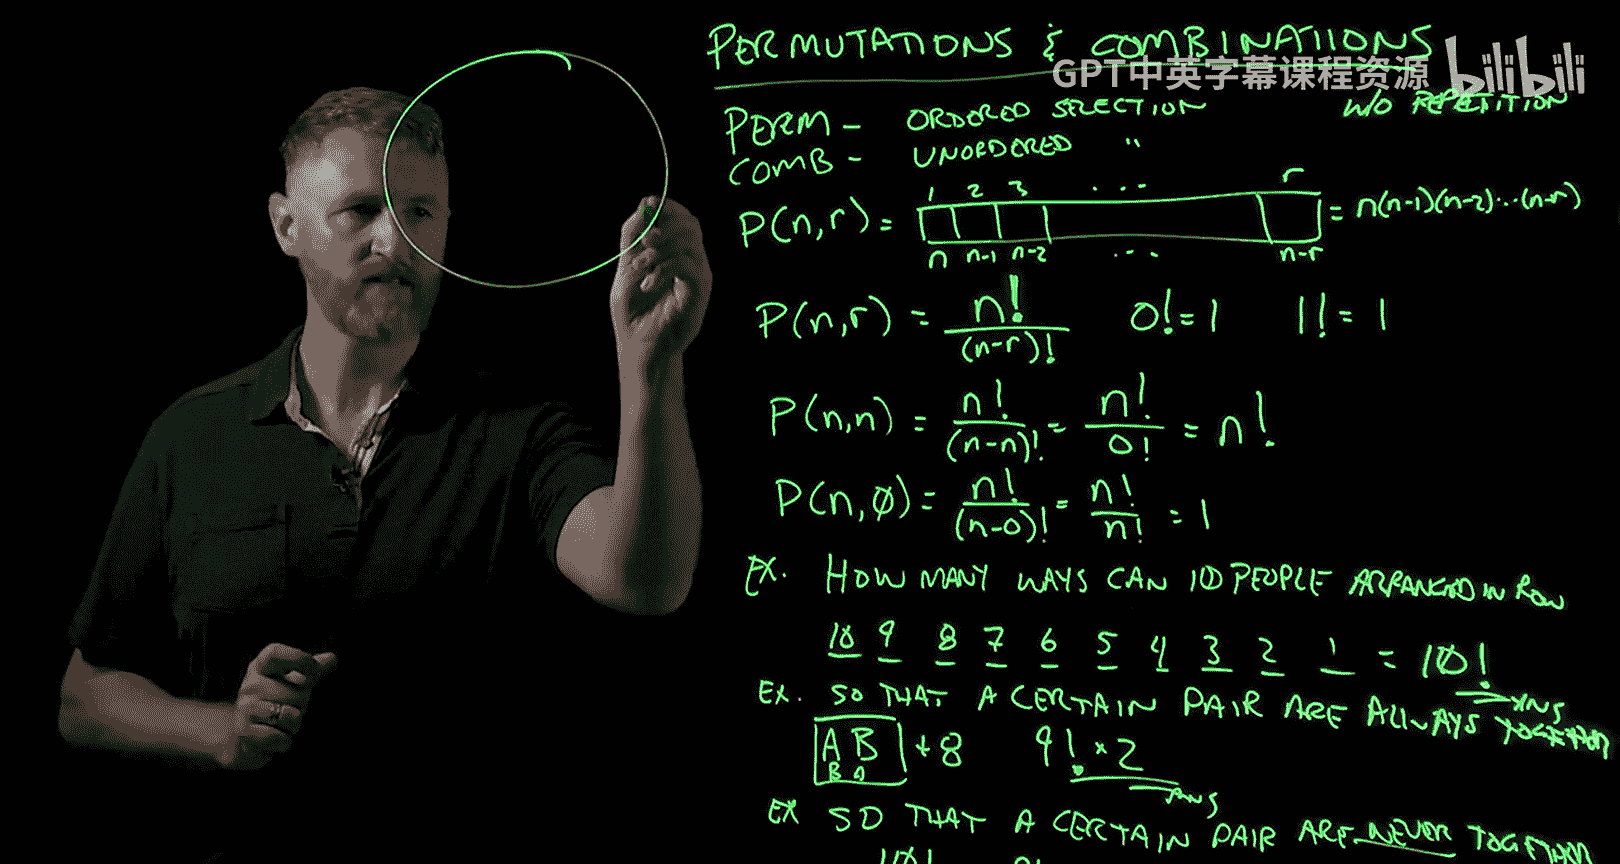 PERMUTATIONS & COMBINATIONS
GPT中英字幕课程资源 bilibili
PERM - ORDERED SELECTION W/O REPETITION
COMB - UNORDERED "
1 2 3 ... r
P(n,r) = = n(n-1)(n-2)...(n-r)
n n-1 n-2 ... n-r
P(n,r) = n!/(n-r)! 0! = 1 1! = 1
P(n,n) = n!/(n-n)! = n!/0! = n!
P(n,0) = n!/(n-0)! = n!/n! = 1
EX. HOW MANY WAYS CAN 10 PEOPLE ARRANGED IN ROW
10 9 8 7 6 5 4 3 2 1 = 10!
ANS
EX. SO THAT A CERTAIN PAIR ARE ALWAYS TOGETHER
AB + 8 9! × 2
BA
ANS
EX SO THAT A CERTAIN PAIR ARE NEVER TOGETHER
10!